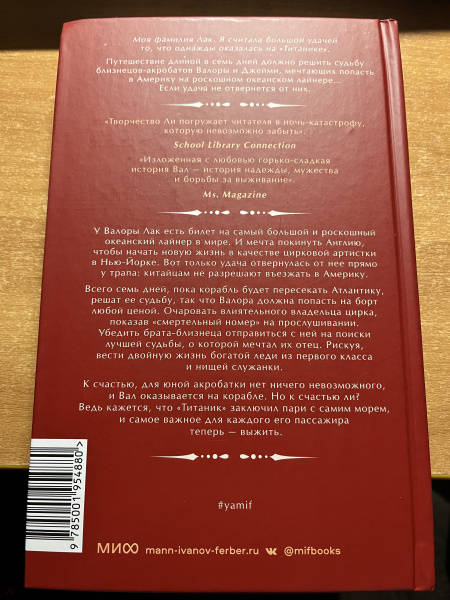 Моя фамилия Лак. Я считала большой удачей
то, что однажды оказалась на «Титанике».
Путешествие длиной в семь дней должно решить судьбу
близнецов-акробатов Валоры и Джейми, мечтающих попасть
в Америку на роскошном океанском лайнере...
Если удача не отвернется от них.
«Творчество Ли погружает читателя в ночь-катастрофу,
которую невозможно забыть».
School Library Connection
«Изложенная с любовью горько-сладкая
история Вал — история надежды, мужества
и борьбы за выживание».
Ms. Magazine
У Валоры Лак есть билет на самый большой и роскошный
океанский лайнер в мире. И мечта покинуть Англию,
чтобы начать новую жизнь в качестве цирковой артистки
в Нью-Йорке. Вот только удача отвернулась от нее прямо
у трапа: китайцам не разрешают въезжать в Америку.
Всего семь дней, пока корабль будет пересекать Атлантику,
решат ее судьбу, так что Валора должна попасть на борт
любой ценой. Очаровать влиятельного владельца цирка,
показав «смертельный номер» на прослушивании.
Убедить брата-близнеца отправиться с ней на поиски
лучшей судьбы, о которой мечтал их отец. Рискуя,
вести двойную жизнь богатой леди из первого класса
и нищей служанки.
К счастью, для юной акробатки нет ничего невозможного,
и Вал оказывается на корабле. Но к счастью ли?
Ведь кажется, что «Титаник» заключил пари с самим морем,
и самое важное для каждого его пассажира
теперь — выжить.
#yamif
9 785001 954880 >
МИФ mann-ivanov-ferber.ru @mifbooks